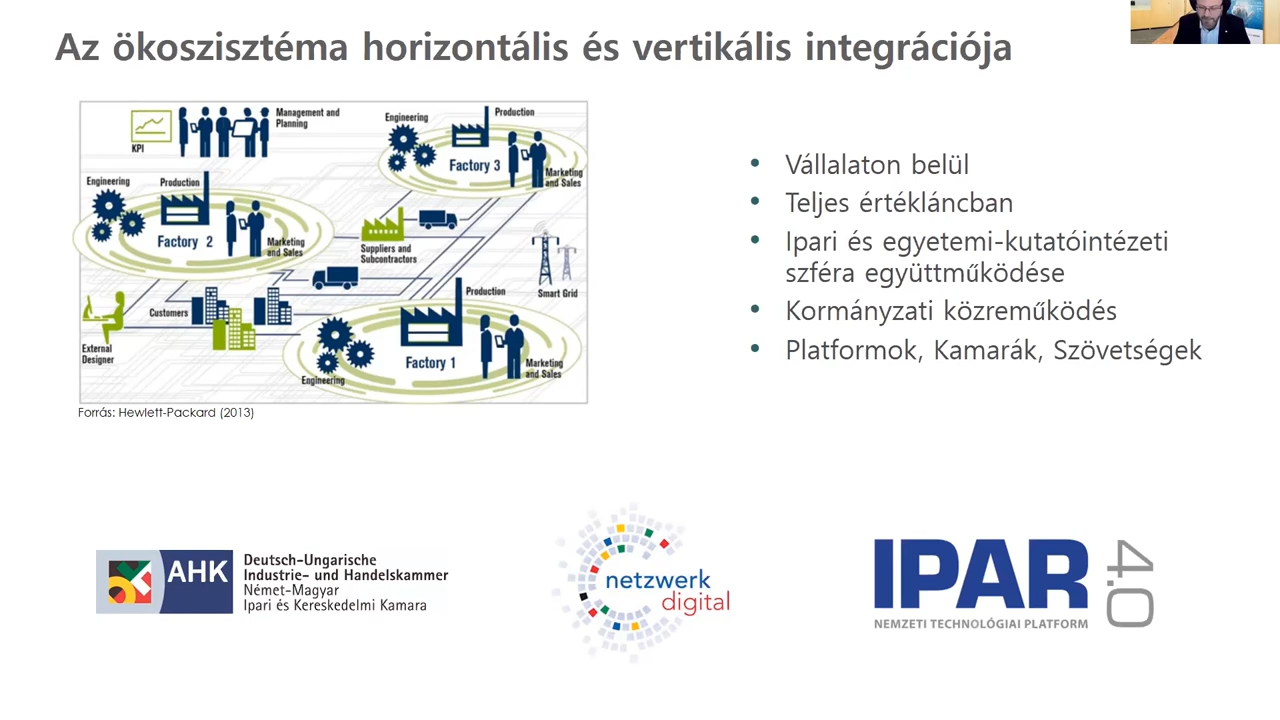 Az ökoszisztéma horizontális és vertikális integrációja
KPI
Management and
Planning
Engineering
Production
Factory 3
Marketing
and Sales
Engineering
Production
Factory 2
Marketing
and Sales
Suppliers and
Subcontractors
Smart Grid
Customers
External
Designer
Production
Factory 1
Engineering
Marketing
and Sales
Forrás: Hewlett-Packard (2013)
• Vállalaton belül
• Teljes értékláncban
• Ipari és egyetemi-kutatóintézeti
szféra együttműködése
• Kormányzati közreműködés
• Platformok, Kamarák, Szövetségek
AHK
Deutsch-Ungarische
Industrie- und Handelskammer
Német-Magyar
Ipari és Kereskedelmi Kamara
netzwerk
digital
IPAR 4.0
NEMZETI TECHNOLÓGIAI PLATFORM